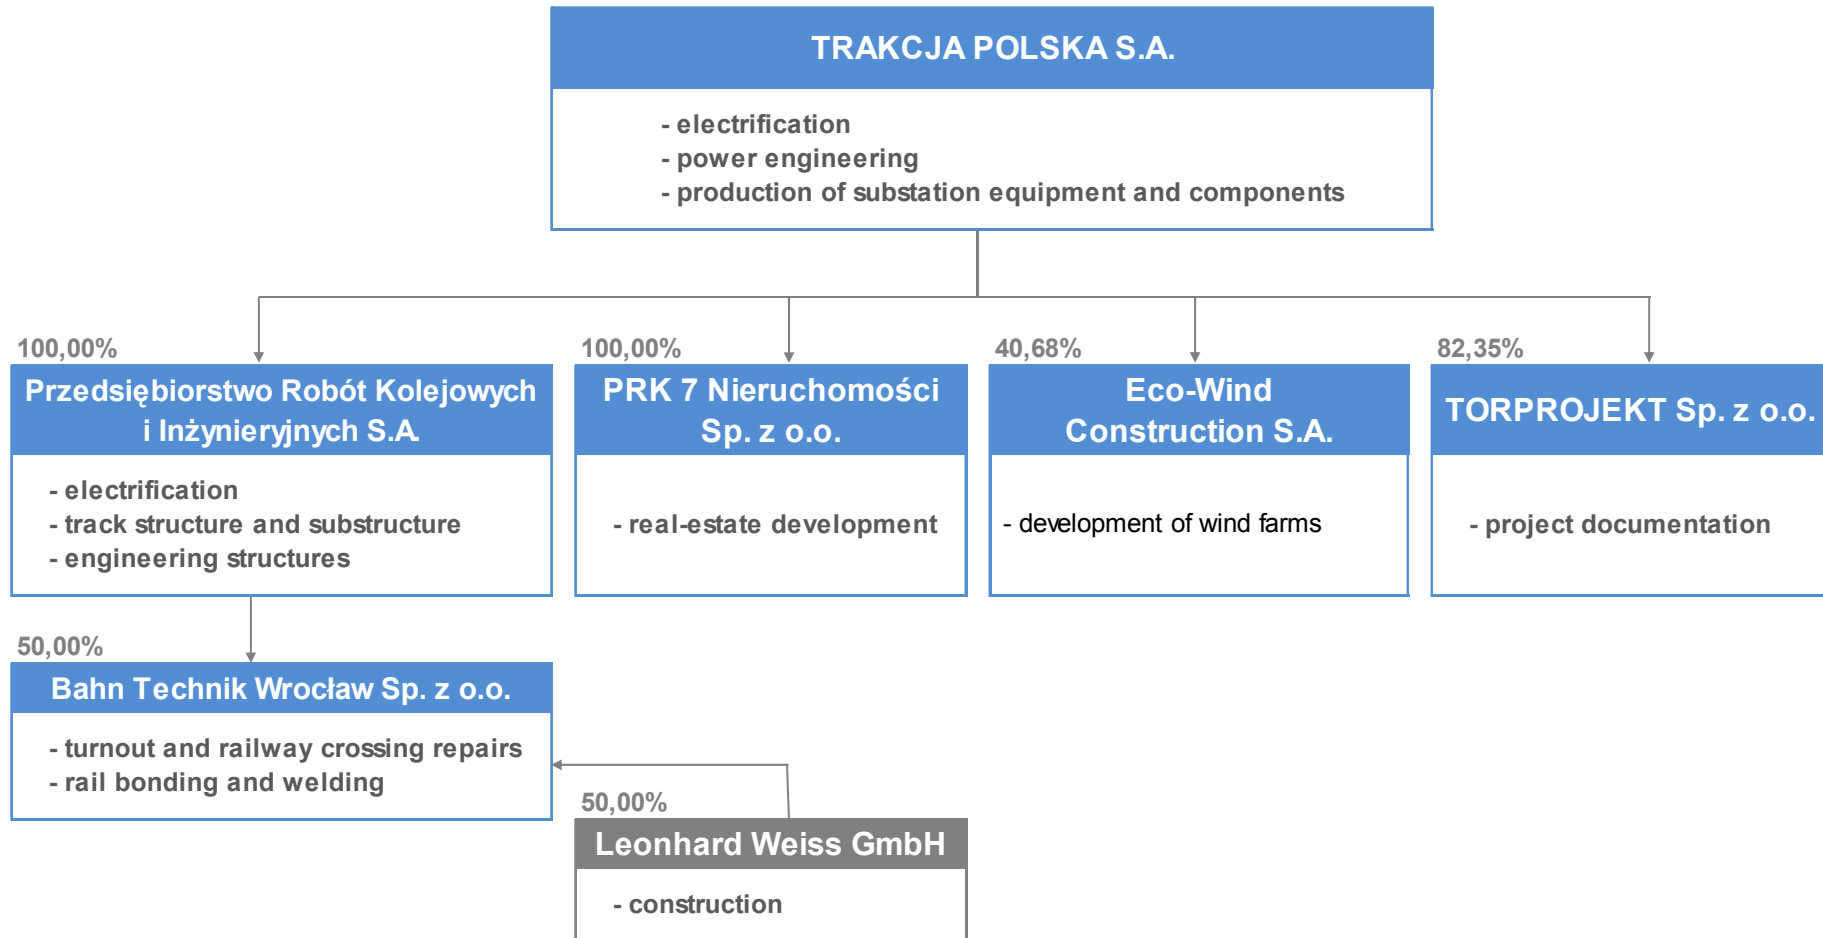 TRAKCJA POLSKA S.A.
- electrification
- power engineering
- production of substation equipment and components
100,00%
Przedsiębiorstwo Robót Kolejowych
i Inżynieryjnych S.A.
- electrification
- track structure and substructure
- engineering structures
100,00%
PRK 7 Nieruchomości
Sp. z o.o.
- real-estate development
40,68%
Eco-Wind
Construction S.A.
- development of wind farms
82,35%
TORPROJEKT Sp. z o.o.
- project documentation
50,00%
Bahn Technik Wrocław Sp. z o.o.
- turnout and railway crossing repairs
- rail bonding and welding
50,00%
Leonhard Weiss GmbH
- construction